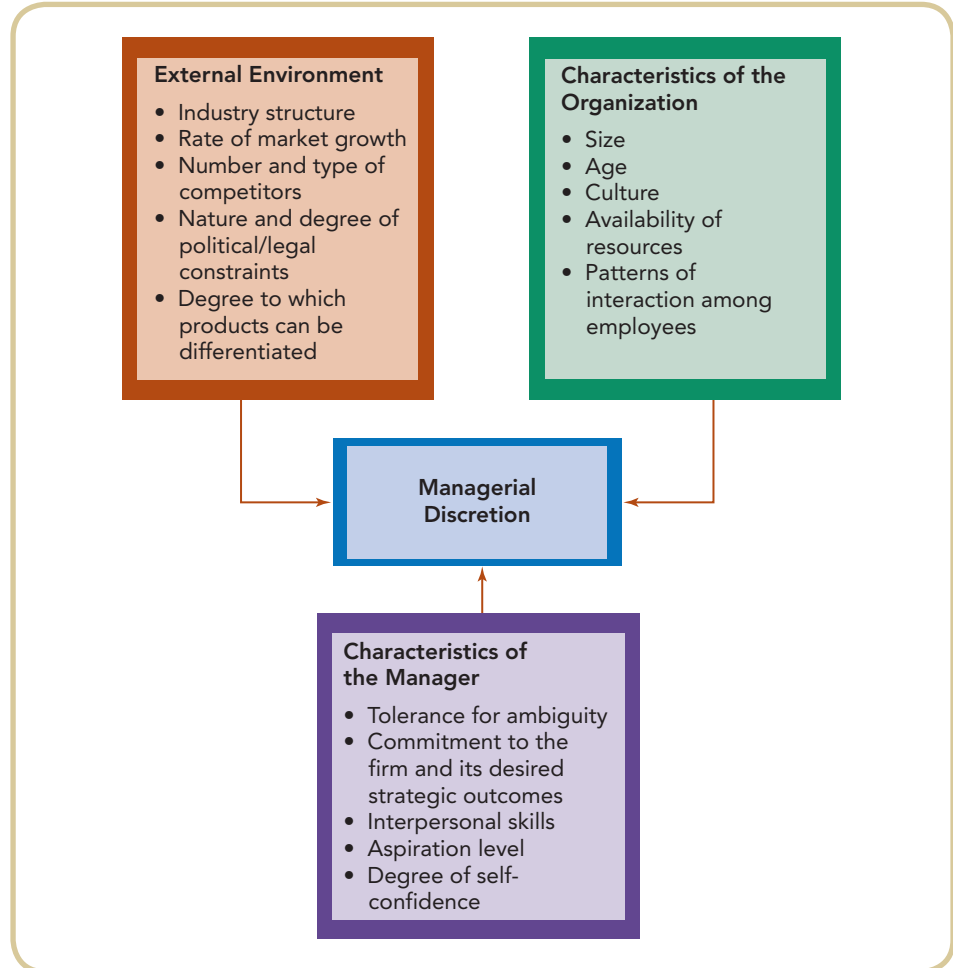 External Environment
• Industry structure
• Rate of market growth
• Number and type of
competitors
• Nature and degree of
political/legal
constraints
• Degree to which
products can be
differentiated
Characteristics of the
Organization
• Size
• Age
• Culture
• Availability of
resources
• Patterns of
interaction among
employees
Managerial
Discretion
Characteristics of
the Manager
• Tolerance for ambiguity
• Commitment to the
firm and its desired
strategic outcomes
• Interpersonal skills
• Aspiration level
• Degree of self-
confidence